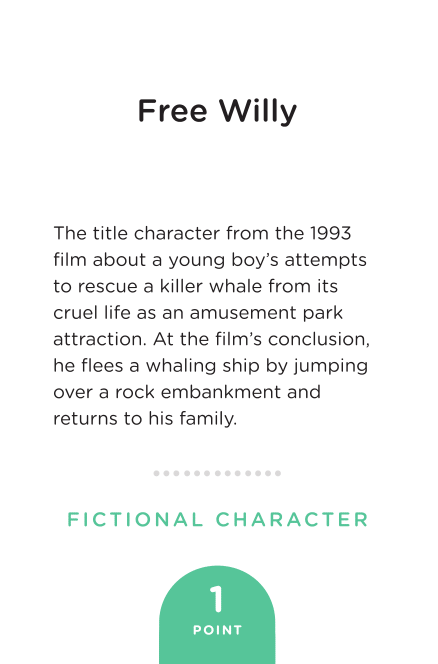 Free Willy
The title character from the 1993
film about a young boy’s attempts
to rescue a killer whale from its
cruel life as an amusement park
attraction. At the film’s conclusion,
he flees a whaling ship by jumping
over a rock embankment and
returns to his family.
FICTIONAL CHARACTER
1
POINT